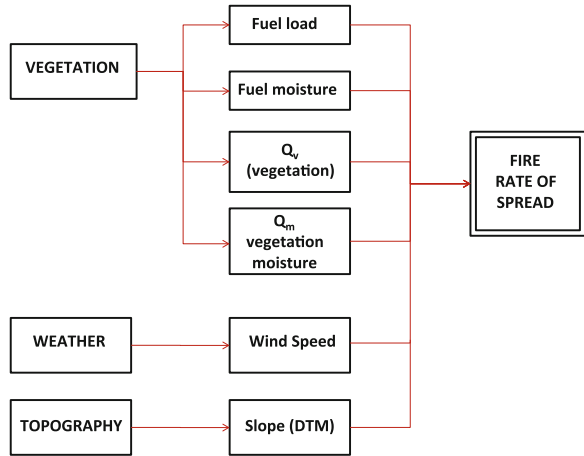 Fuel load
VEGETATION
Fuel moisture
Qv
(vegetation)
FIRE
RATE OF
SPREAD
Qm
vegetation
moisture
WEATHER
Wind Speed
TOPOGRAPHY
Slope (DTM)